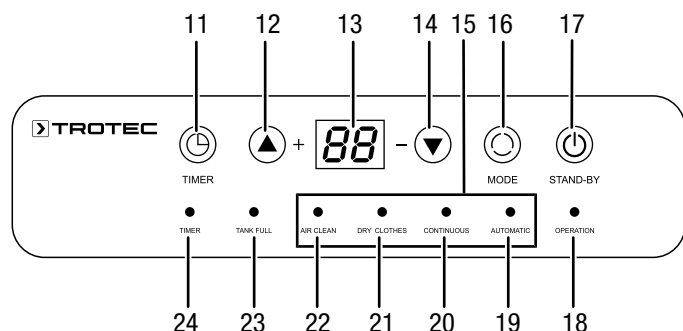 11 12 13 14 15 16 17
TROTEC
+ 88 -
TIMER MODE STAND-BY
TIMER TANK FULL AIR CLEAN DRY CLOTHES CONTINUOUS AUTOMATIC OPERATION
24 23 22 21 20 19 18